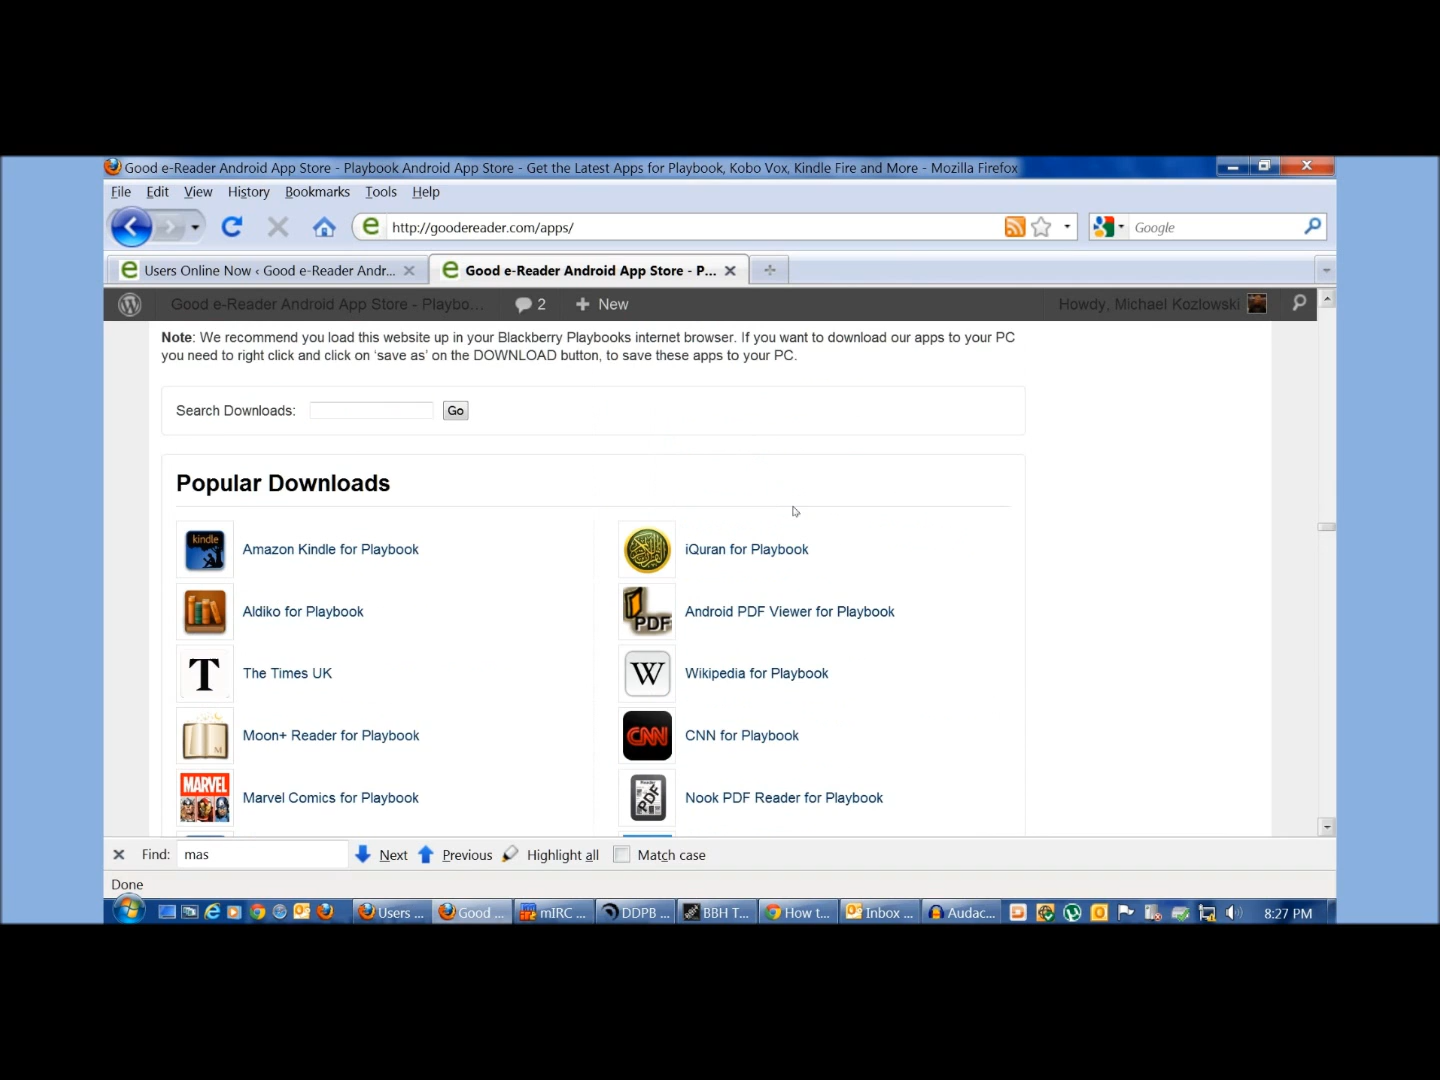 Good e-Reader Android App Store - Playbook Android App Store - Get the Latest Apps for Playbook, Kobo Vox, Kindle Fire and More - Mozilla Firefox
File Edit View History Bookmarks Tools Help
http://goodereader.com/apps/ Google
Users Online Now ‹ Good e-Reader Andr... Good e-Reader Android App Store - P...
Good e-Reader Android App Store - Playbo... 2 New Howdy, Michael Kozlowski
Note: We recommend you load this website up in your Blackberry Playbooks internet browser. If you want to download our apps to your PC
you need to right click and click on 'save as' on the DOWNLOAD button, to save these apps to your PC.
Search Downloads: Go
Popular Downloads
kindle Amazon Kindle for Playbook iQuran for Playbook
Aldiko for Playbook PDF Android PDF Viewer for Playbook
T The Times UK W Wikipedia for Playbook
M Moon+ Reader for Playbook CNN CNN for Playbook
MARVEL Marvel Comics for Playbook PDF Nook PDF Reader for Playbook
Find: mas Next Previous Highlight all Match case
Done
Users ... Good ... mIRC ... DDPB ... BBH T... How t... Inbox ... Audac... 8:27 PM